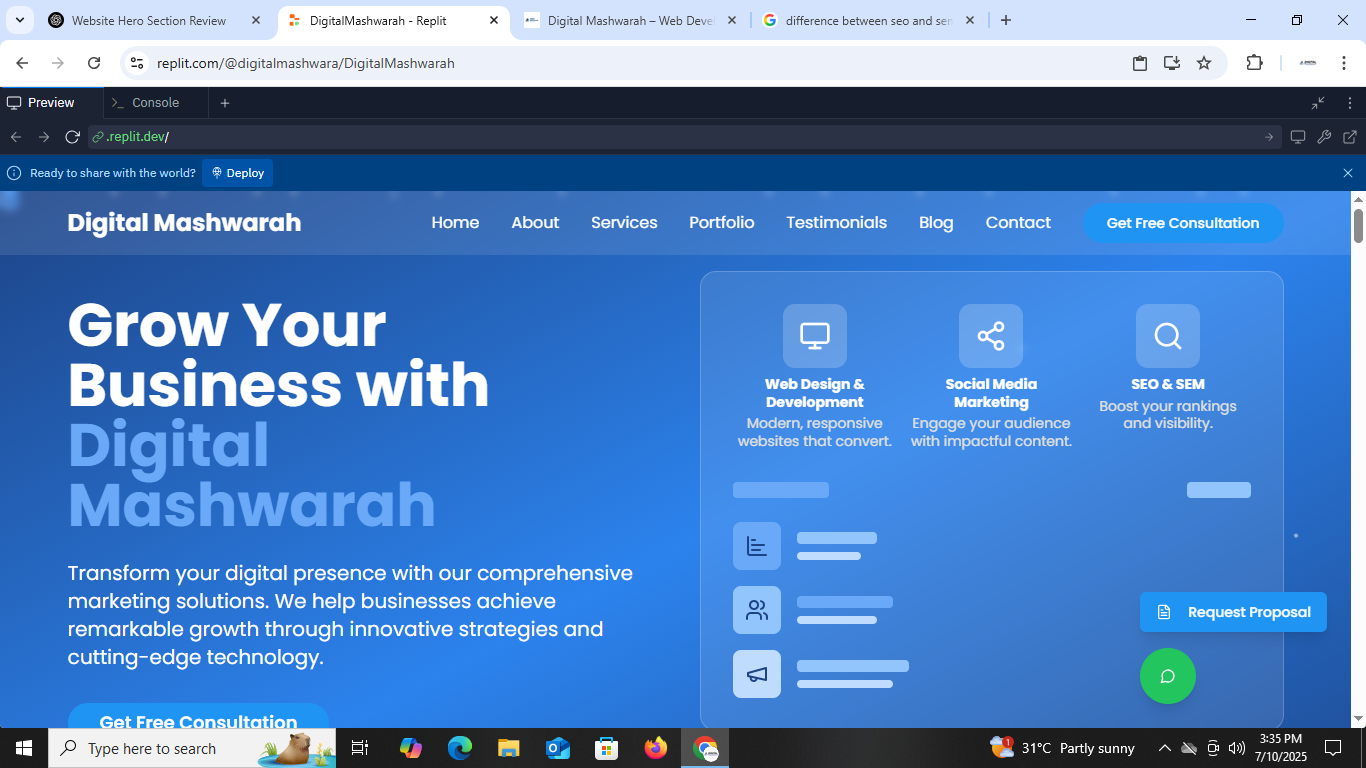 Website Hero Section Review
DigitalMashwarah - Replit
Digital Mashwarah – Web Deve
difference between seo and sem
replit.com/@digitalmashwara/DigitalMashwarah
Preview
Console
.replit.dev/
Ready to share with the world?
Deploy
Digital Mashwarah
Home
About
Services
Portfolio
Testimonials
Blog
Contact
Get Free Consultation
Grow Your
Business with
Digital
Mashwarah
Transform your digital presence with our comprehensive
marketing solutions. We help businesses achieve
remarkable growth through innovative strategies and
cutting-edge technology.
Get Free Consultation
Web Design &
Development
Modern, responsive
websites that convert.
Social Media
Marketing
Engage your audience
with impactful content.
SEO & SEM
Boost your rankings
and visibility.
Request Proposal
Type here to search
1
31°C Partly sunny
3:35 PM
7/10/2025